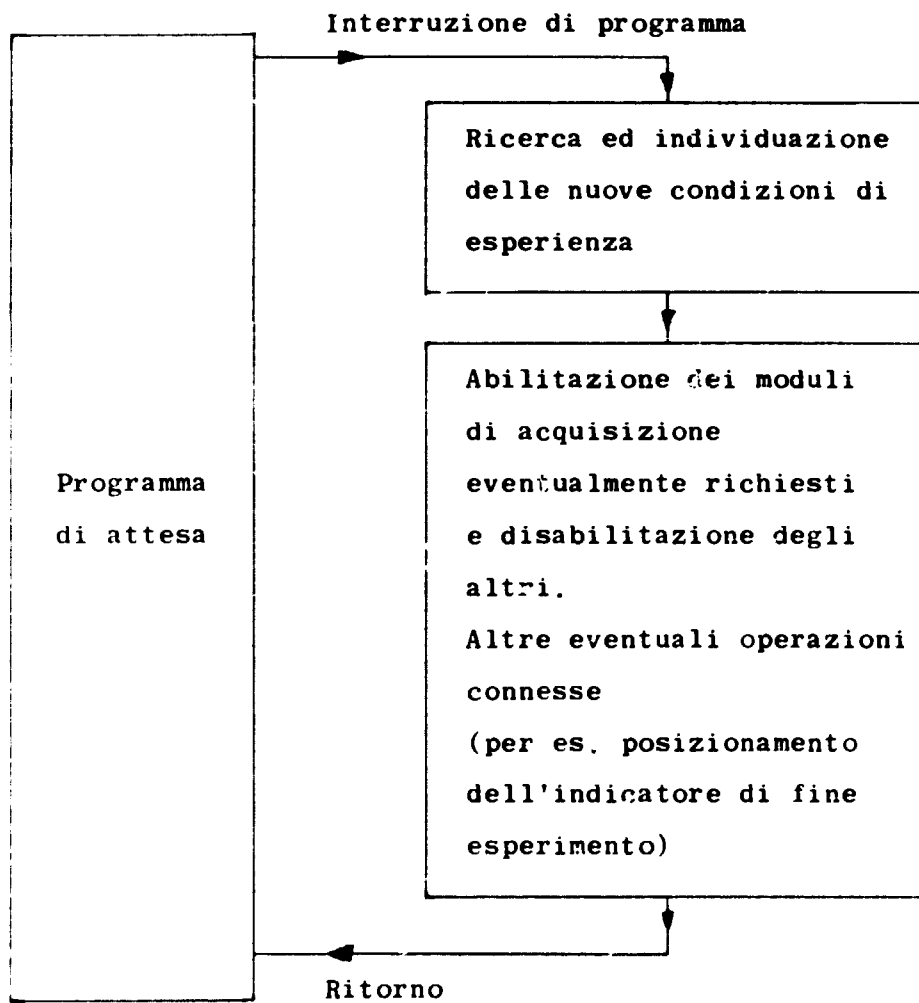 Interruzione di programma
Ricerca ed individuazione
delle nuove condizioni di
esperienza
Abilitazione dei moduli
di acquisizione
eventualmente richiesti
e disabilitazione degli
altri.
Altre eventuali operazioni
connesse
(per es. posizionamento
dell'indicatore di fine
esperimento)
Programma
di attesa
Ritorno